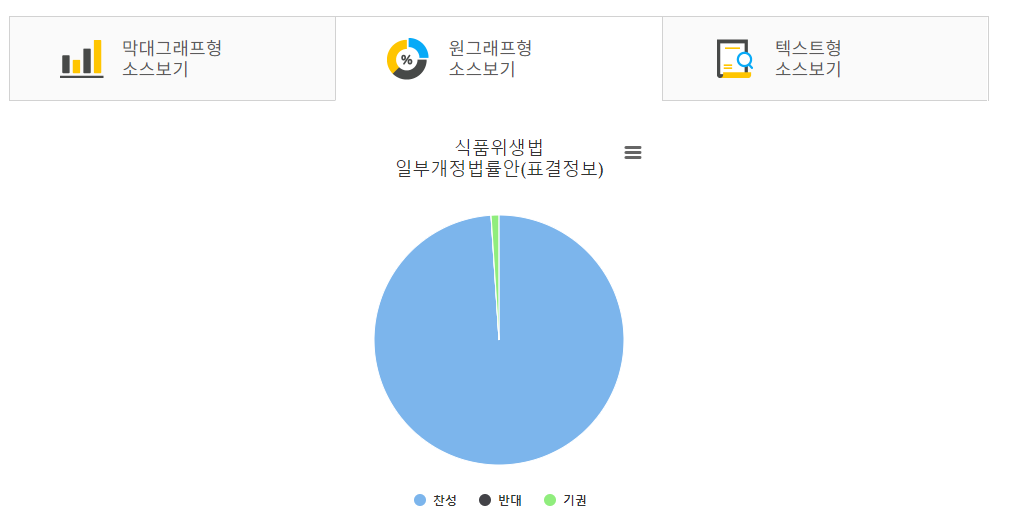 막대그래프형
소스보기
%
원그래프형
소스보기
텍스트형
소스보기
식품위생법
일부개정법률안(표결정보)
찬성
반대
기권